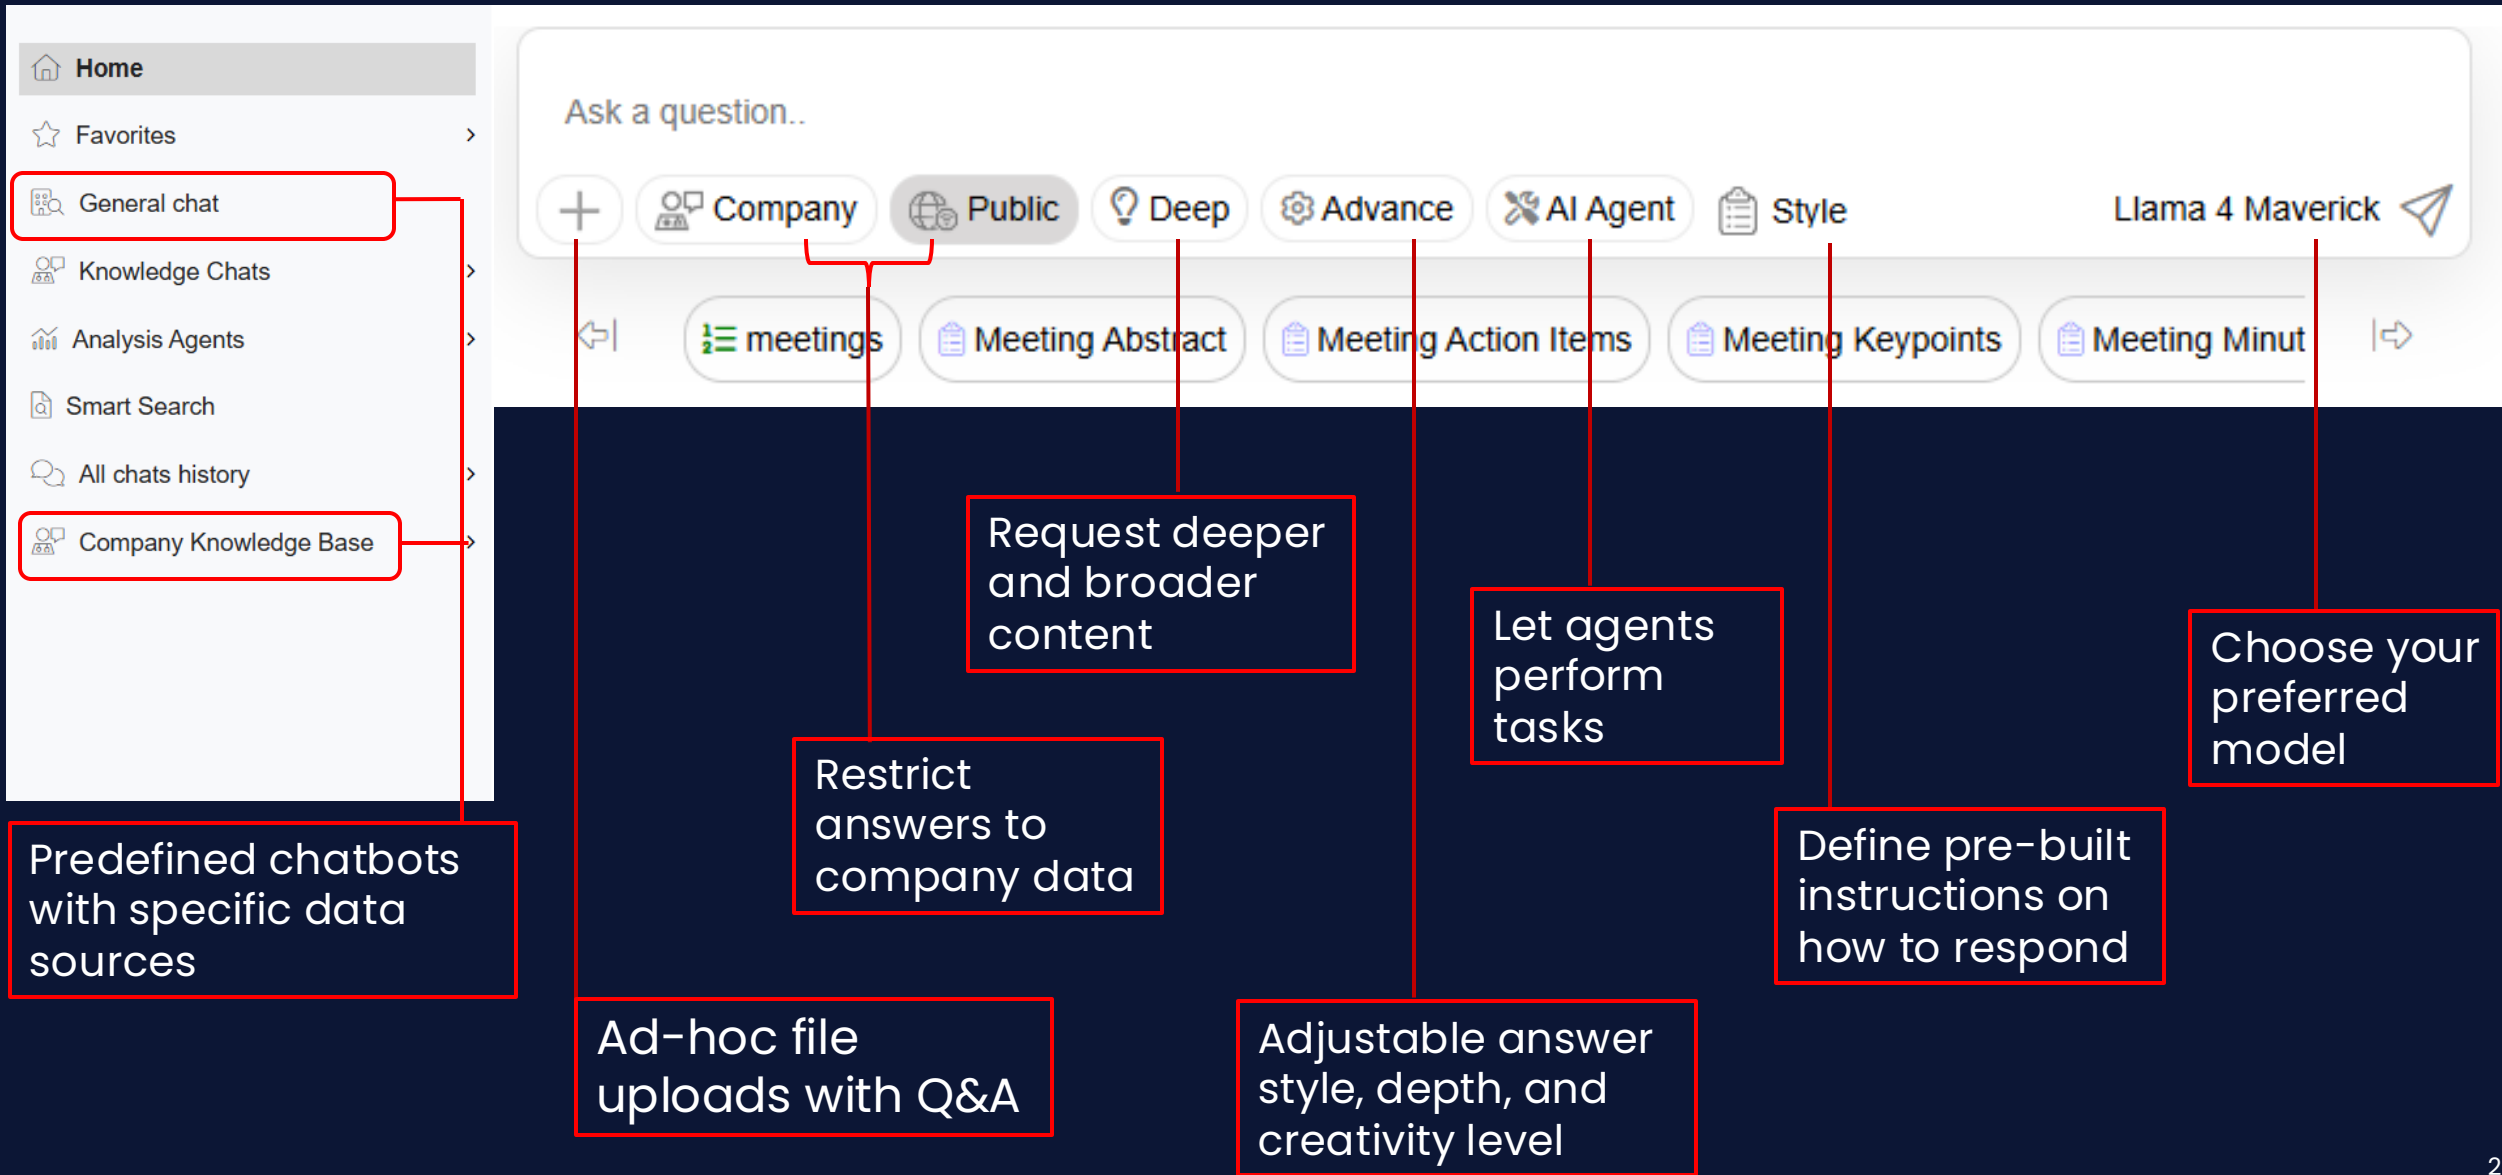 Home
Favorites
General chat
Knowledge Chats
Analysis Agents
Smart Search
All chats history
Company Knowledge Base
Ask a question..
Company
Public
Deep
Advance
AI Agent
Style
Llama 4 Maverick
meetings
Meeting Abstract
Meeting Action Items
Meeting Keypoints
Meeting Minut
Request deeper
and broader
content
Let agents
perform
tasks
Choose your
preferred
model
Restrict
answers to
company data
Define pre-built
instructions on
how to respond
Predefined chatbots
with specific data
sources
Ad-hoc file
uploads with Q&A
Adjustable answer
style, depth, and
creativity level
2